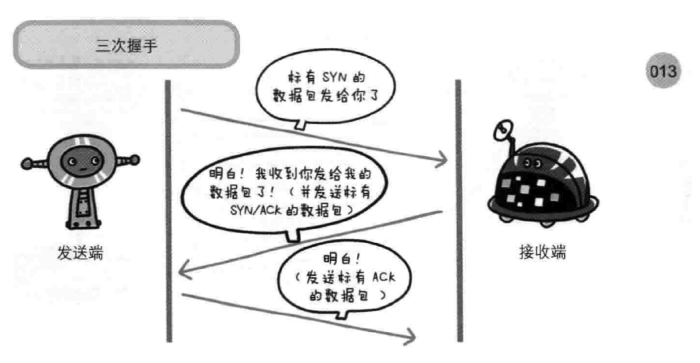 三次握手
013
标有 SYN 的
数据包发给你了
明白！我收到你发给我的
数据包了！（并发送标有
SYN/ACK的数据包）
发送端
接收端
明白！
（发送标有 ACK
的数据包）